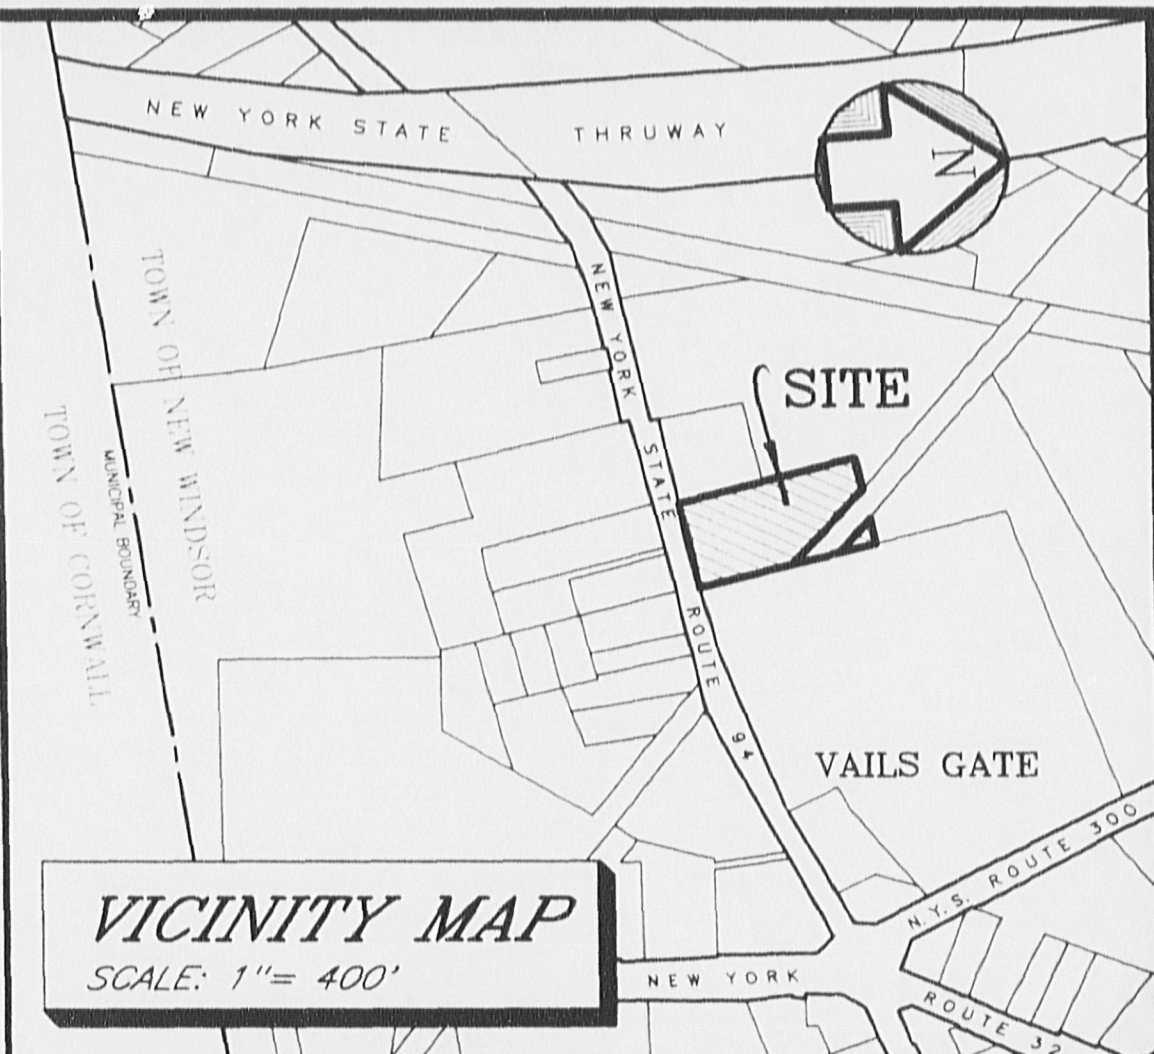 NEW YORK STATE THRUWAY
N
NEW YORK STATE ROUTE 94
SITE
TOWN OF NEW WINDSOR
MUNICIPAL BOUNDARY
TOWN OF CORNWALL
VAILS GATE
N.Y.S. ROUTE 300
VICINITY MAP
SCALE: 1"= 400'
NEW YORK
ROUTE 32